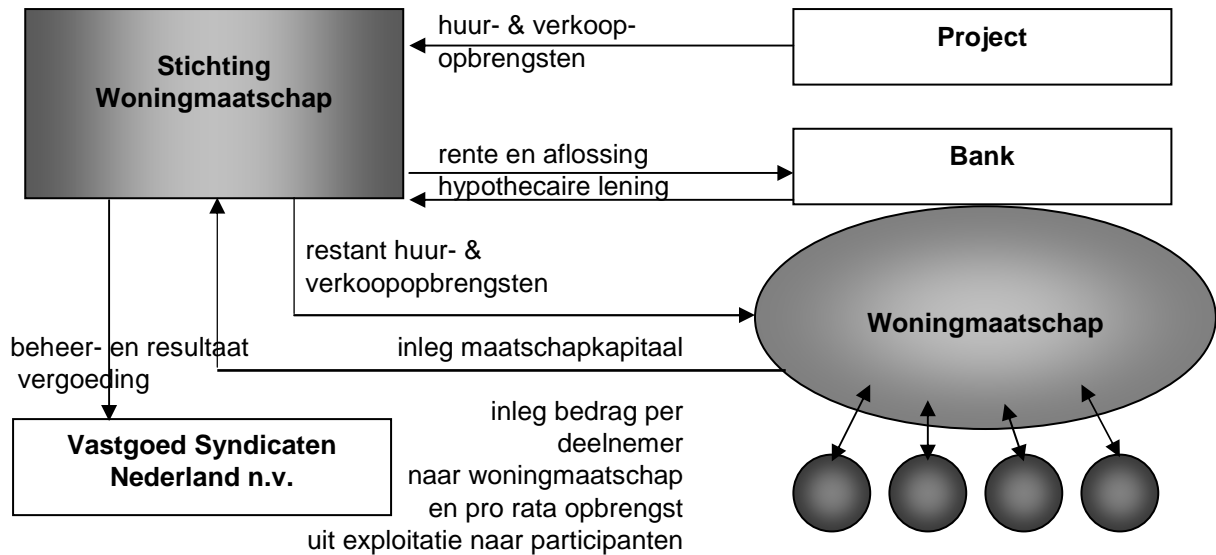 huur- & verkoop-
opbrengsten
Project
Stichting
Woningmaatschap
rente en aflossing
hypothecaire lening
Bank
restant huur- &
verkoopopbrengsten
Woningmaatschap
beheer- en resultaat
vergoeding
inleg maatschapkapitaal
Vastgoed Syndicaten
Nederland n.v.
inleg bedrag per
deelnemer
naar woningmaatschap
en pro rata opbrengst
uit exploitatie naar participanten